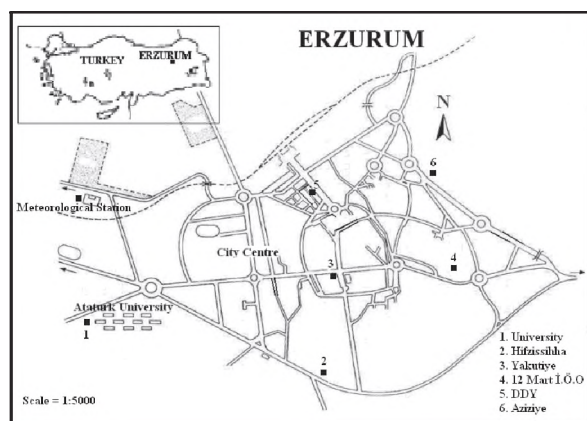 ERZURUM
TURKEY
ERZURUM
N
6
5
Meteorological Station
City Centre
3
4
Ataturk University
1
2
1. University
2. Hifzissihha
3. Yakutiye
4. 12 Mart İ.Ö.O
5. DDY
6. Aziziye
Scale = 1:5000